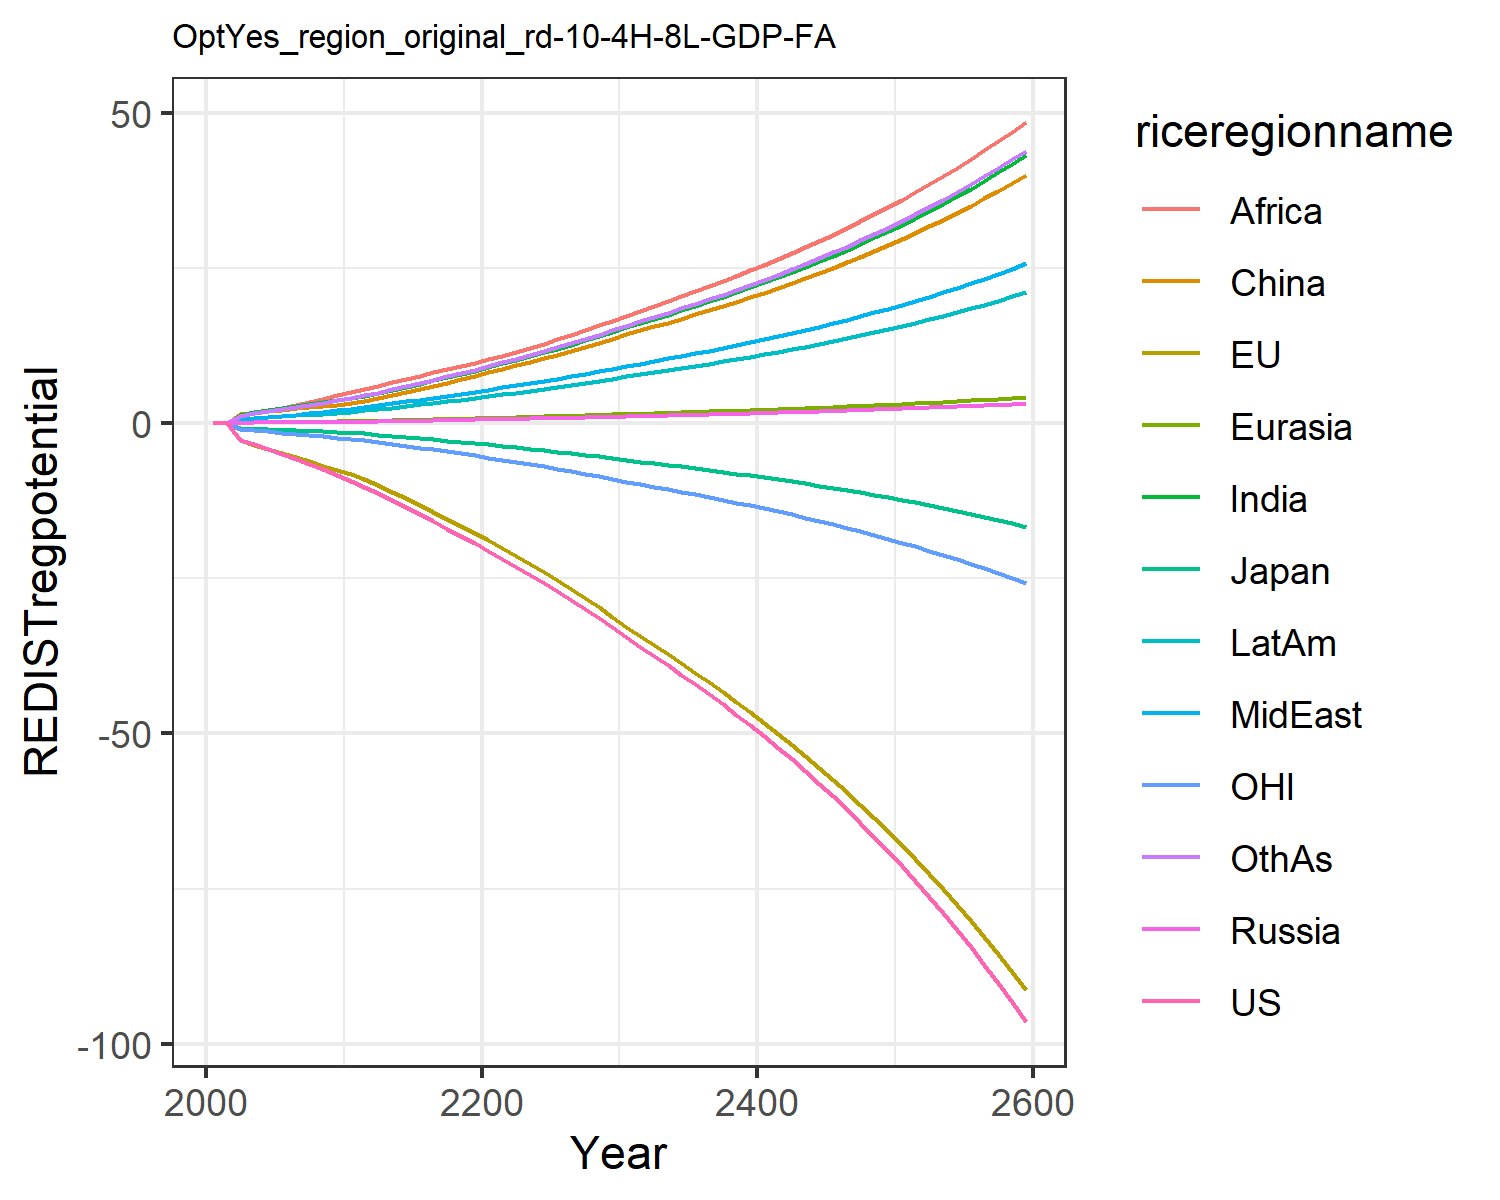 OptYes_region_original_rd-10-4H-8L-GDP-FA
50
0
-50
-100
REDISTregpotential
2000
2200
2400
2600
Year
riceregionname
Africa
China
EU
Eurasia
India
Japan
LatAm
MidEast
OHI
OthAs
Russia
US